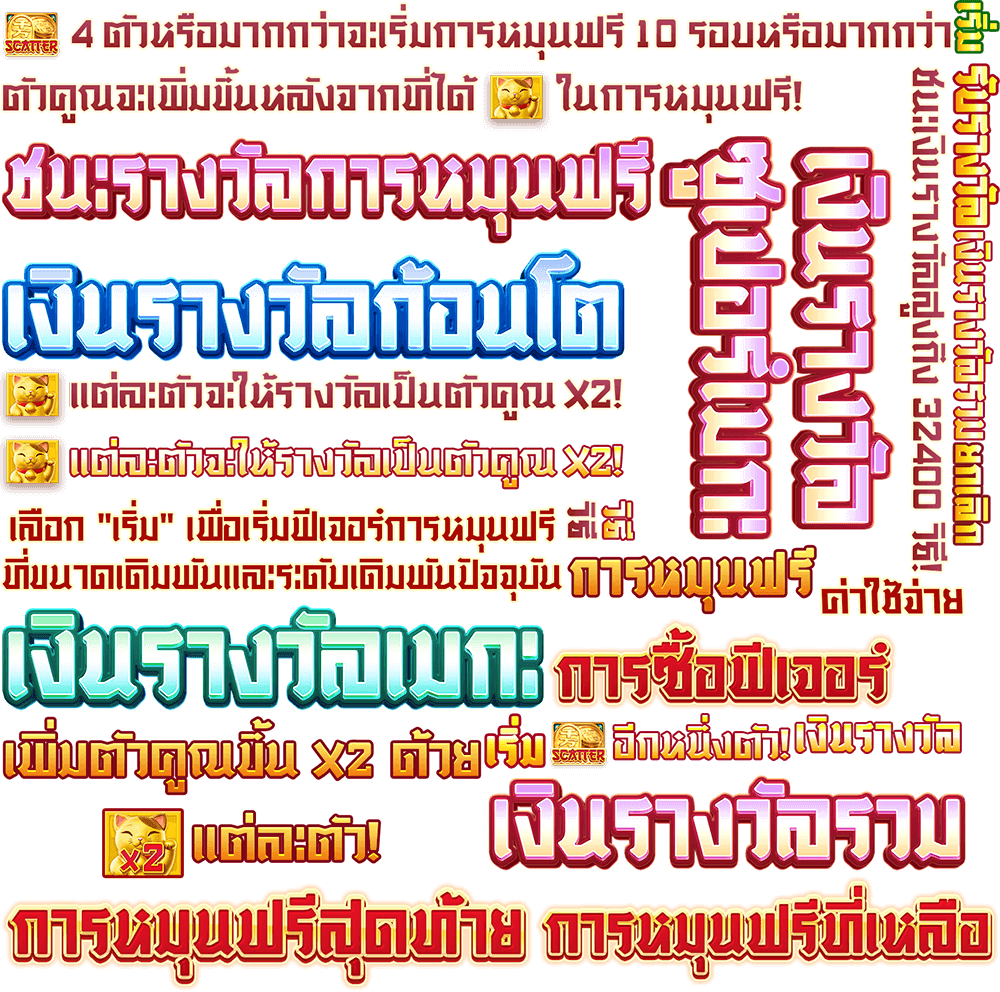 SCATTER 4 ตัวหรือมากกว่าจะเริ่มการหมุนฟรี 10 รอบหรือมากกว่า
ตัวคูณจะเพิ่มขึ้นหลังจากที่ได้ ในการหมุนฟรี!
ชนะรางวัลการหมุนฟรี
เงินรางวัลก้อนโต
แต่ละตัวจะให้รางวัลเป็นตัวคูณ X2!
แต่ละตัวจะให้รางวัลเป็นตัวคูณ X2!
เลือก "เริ่ม" เพื่อเริ่มฟีเจอร์การหมุนฟรี
ที่ขนาดเดิมพันและระดับเดิมพันปัจจุบัน
วิธี
วิธี
การหมุนฟรี
ค่าใช้จ่าย
เงินรางวัล
ซูเปอร์เมกะ
เริ่ม
รับรางวัล
เงินรางวัลรวม
ยกเลิก
ชนะเงินรางวัลสูงถึง 32400 วิธี!
เงินรางวัลเมกะ
การซื้อฟีเจอร์
เพิ่มตัวคูณขึ้น X2 ด้วย
เริ่ม
SCATTER อีกหนึ่งตัว!
เงินรางวัล
x2 แต่ละตัว!
เงินรางวัลรวม
การหมุนฟรีสุดท้าย
การหมุนฟรีที่เหลือ